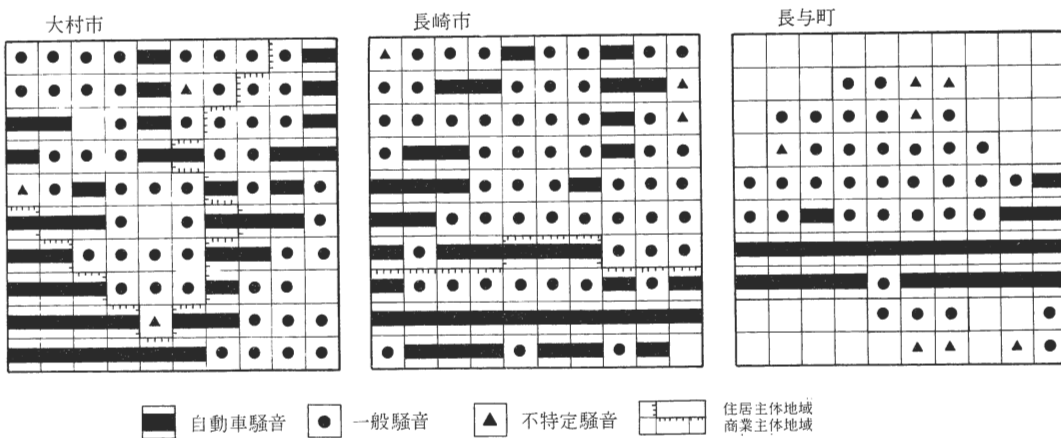 大村市
長崎市
長与町
自動車騒音
一般騒音
不特定騒音
住居主体地域
商業主体地域